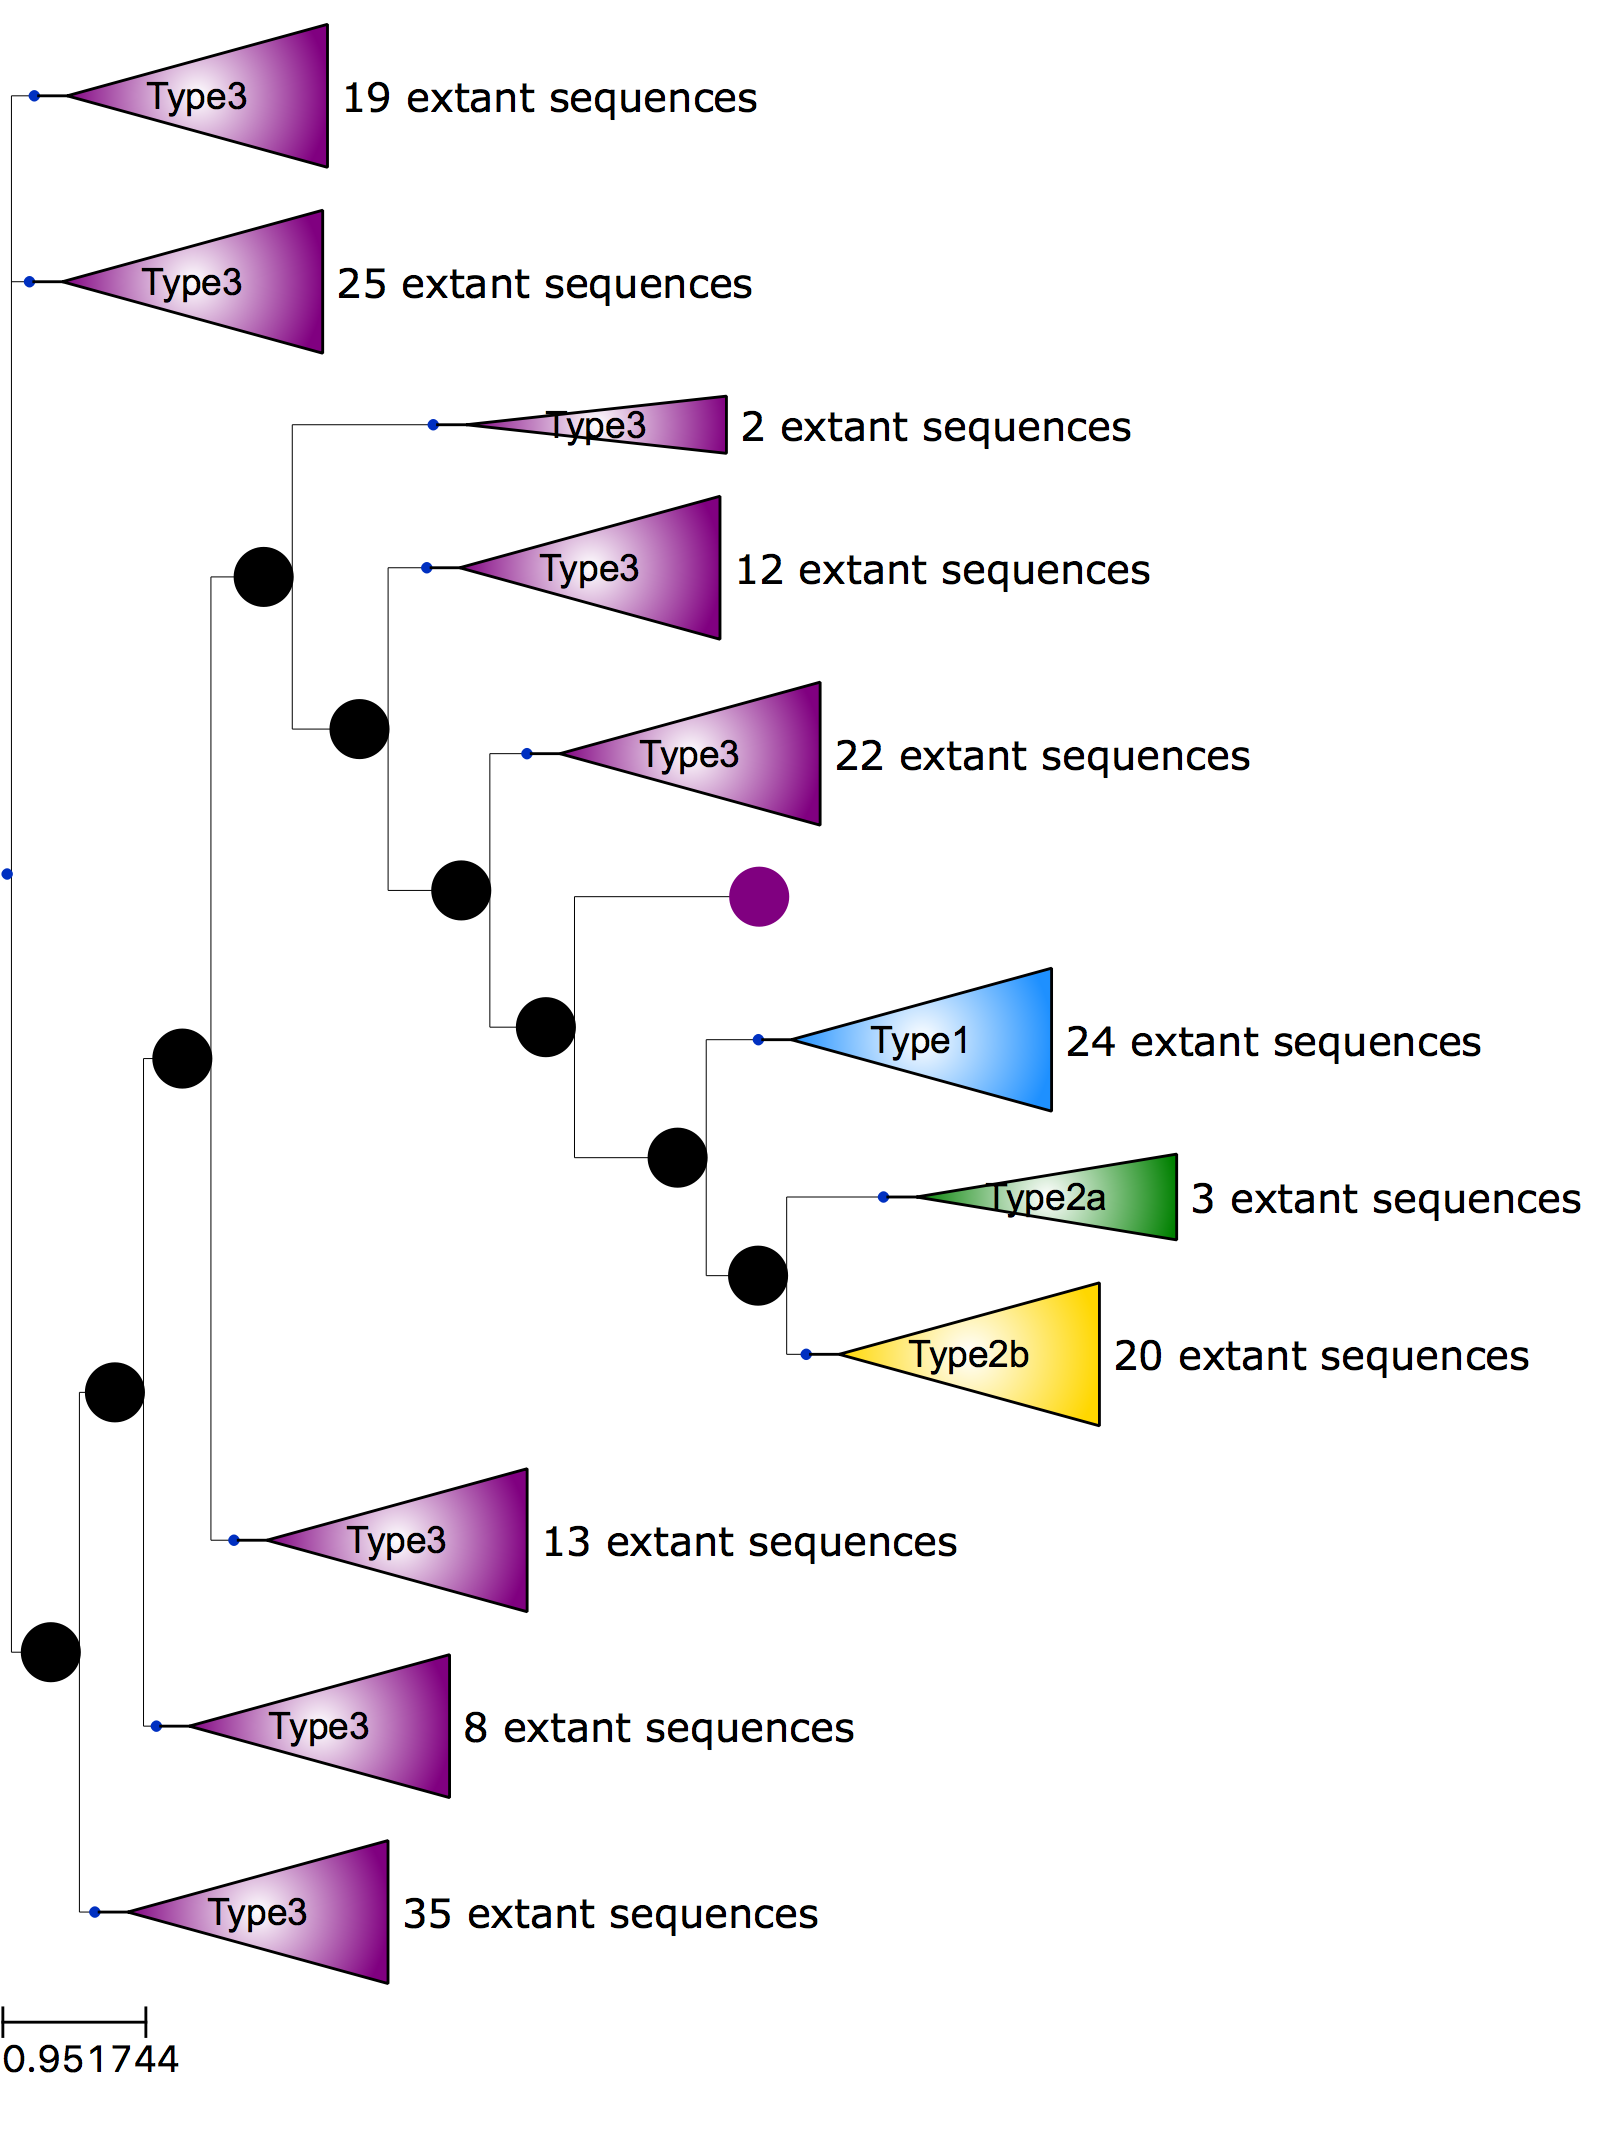 Type3 19 extant sequences
Type3 25 extant sequences
Type3 2 extant sequences
Type3 12 extant sequences
Type3 22 extant sequences
Type1 24 extant sequences
Type2a 3 extant sequences
Type2b 20 extant sequences
Type3 13 extant sequences
Type3 8 extant sequences
Type3 35 extant sequences
0.951744